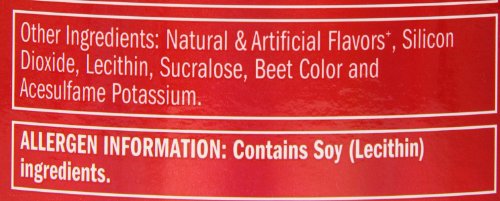 Other Ingredients: Natural & Artificial Flavors⁺, Silicon
Dioxide, Lecithin, Sucralose, Beet Color and
Acesulfame Potassium.
ALLERGEN INFORMATION: Contains Soy (Lecithin)
ingredients.